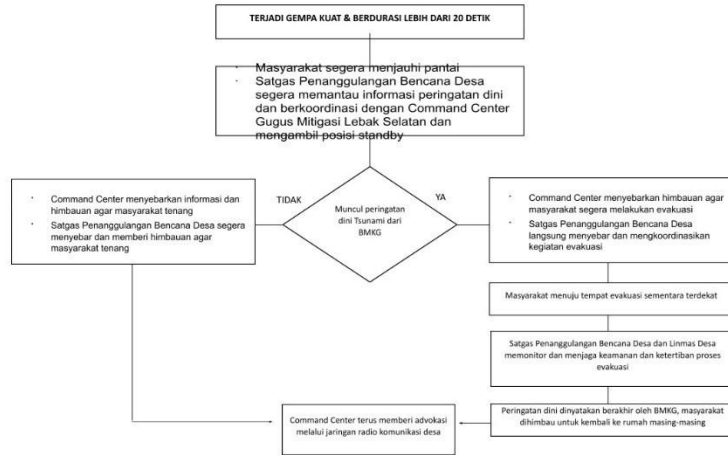 TERJADI GEMPA KUAT & BERDURASI LEBIH DARI 20 DETIK
· Masyarakat segera menjauhi pantai
· Satgas Penanggulangan Bencana Desa
segera memantau informasi peringatan dini
dan berkoordinasi dengan Command Center
Gugus Mitigasi Lebak Selatan dan
mengambil posisi standby
TIDAK
YA
Muncul peringatan
dini Tsunami dari
BMKG
· Command Center menyebarkan informasi dan
himbauan agar masyarakat tenang
· Satgas Penanggulangan Bencana Desa segera
menyebar dan memberi himbauan agar
masyarakat tenang
· Command Center menyebarkan himbauan agar
masyarakat segera melakukan evakuasi
· Satgas Penanggulangan Bencana Desa
langsung menyebar dan mengkoordinasikan
kegiatan evakuasi
Masyarakat menuju tempat evakuasi sementara terdekat
Satgas Penanggulangan Bencana Desa dan Linmas Desa
memonitor dan menjaga keamanan dan ketertiban proses
evakuasi
Peringatan dini dinyatakan berakhir oleh BMKG, masyarakat
dihimbau untuk kembali ke rumah masing-masing
Command Center terus memberi advokasi
melalui jaringan radio komunikasi desa